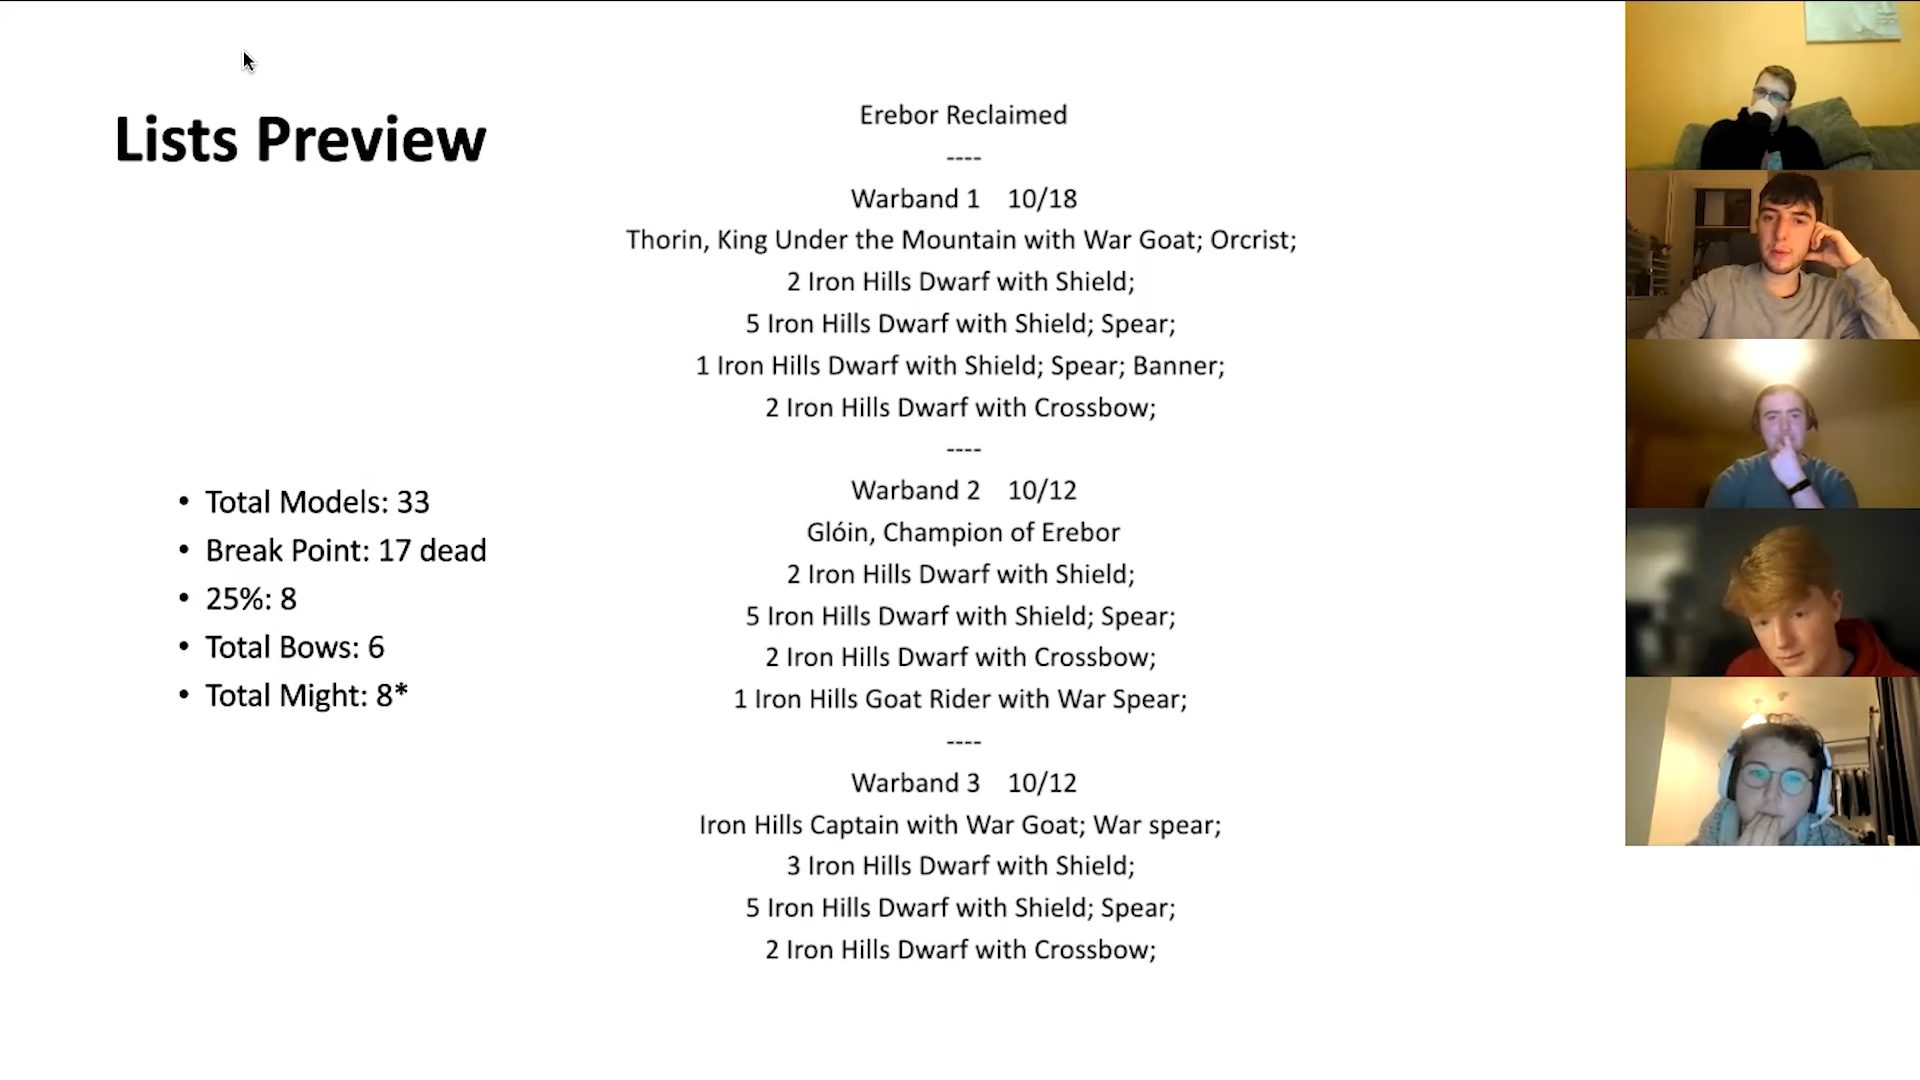 Lists Preview
Erebor Reclaimed
----
Warband 1 10/18
Thorin, King Under the Mountain with War Goat; Orcrist;
2 Iron Hills Dwarf with Shield;
5 Iron Hills Dwarf with Shield; Spear;
1 Iron Hills Dwarf with Shield; Spear; Banner;
2 Iron Hills Dwarf with Crossbow;
----
Warband 2 10/12
Glóin, Champion of Erebor
2 Iron Hills Dwarf with Shield;
5 Iron Hills Dwarf with Shield; Spear;
2 Iron Hills Dwarf with Crossbow;
1 Iron Hills Goat Rider with War Spear;
----
Warband 3 10/12
Iron Hills Captain with War Goat; War spear;
3 Iron Hills Dwarf with Shield;
5 Iron Hills Dwarf with Shield; Spear;
2 Iron Hills Dwarf with Crossbow;
• Total Models: 33
• Break Point: 17 dead
• 25%: 8
• Total Bows: 6
• Total Might: 8*